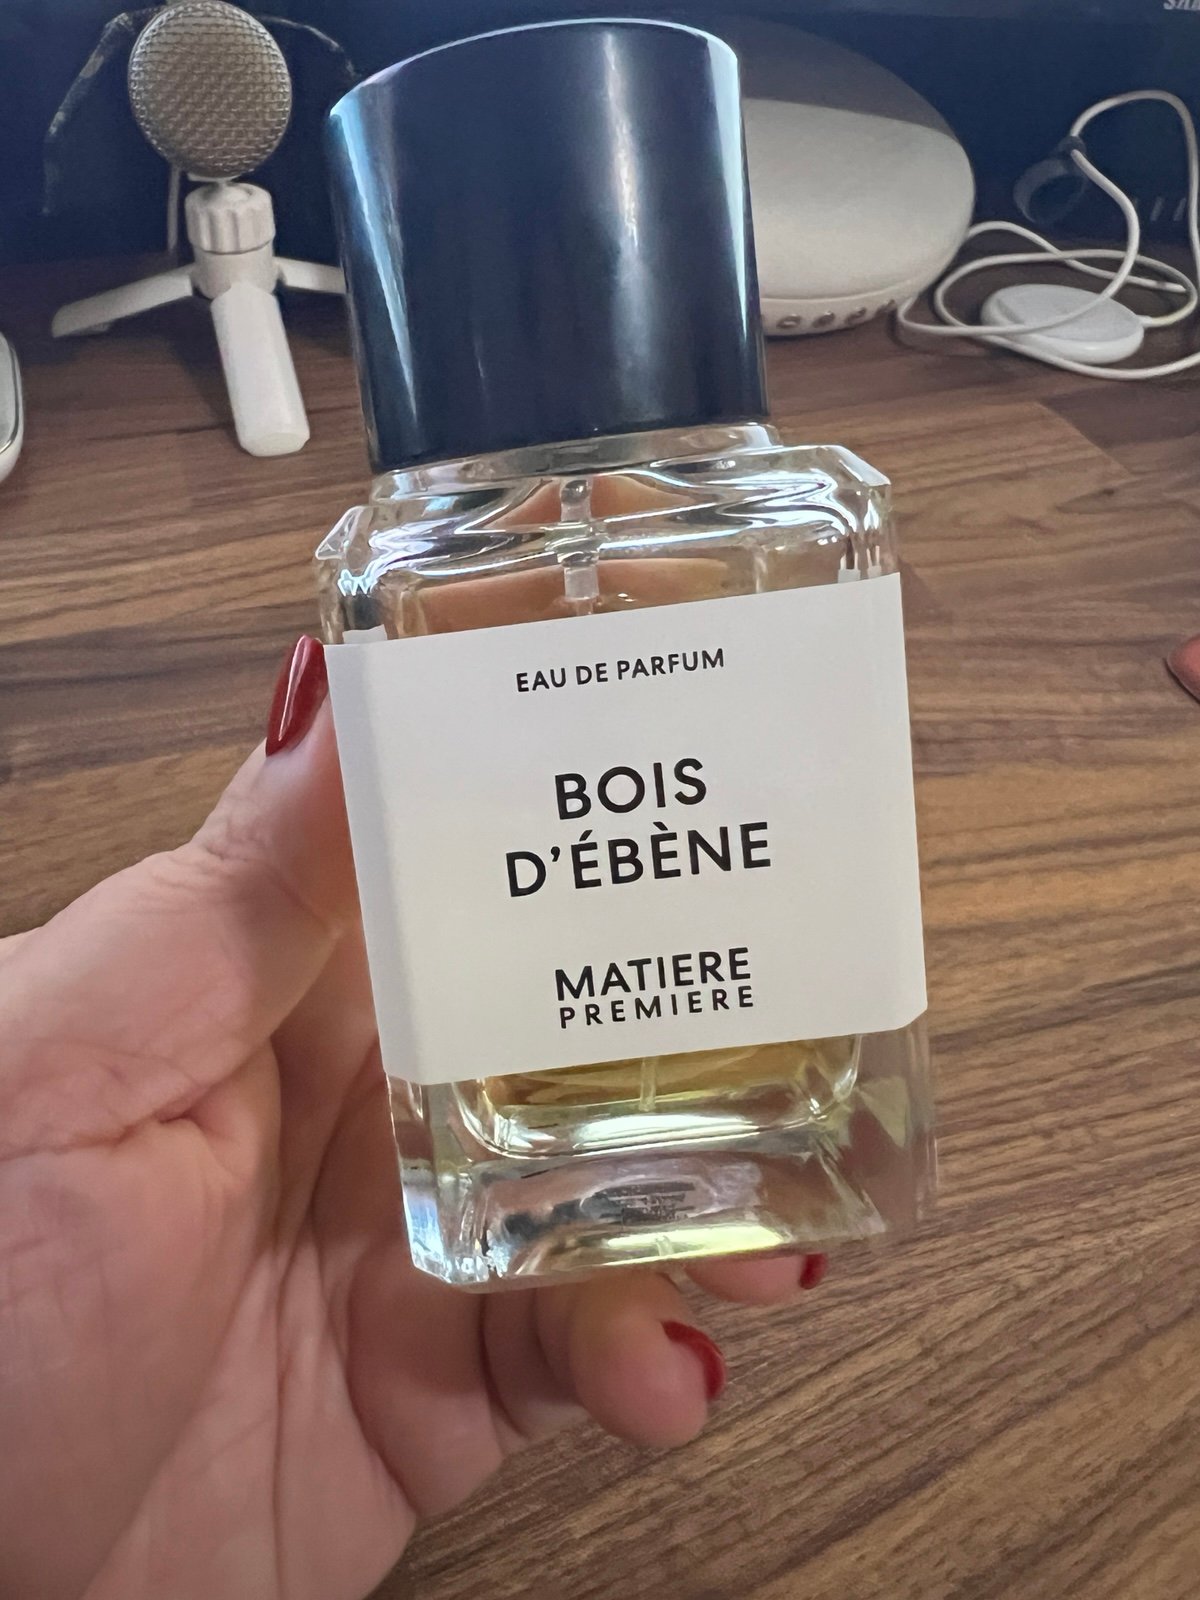 EAU DE PARFUM
BOIS
D'ÉBÈNE
MATIERE
PREMIERE